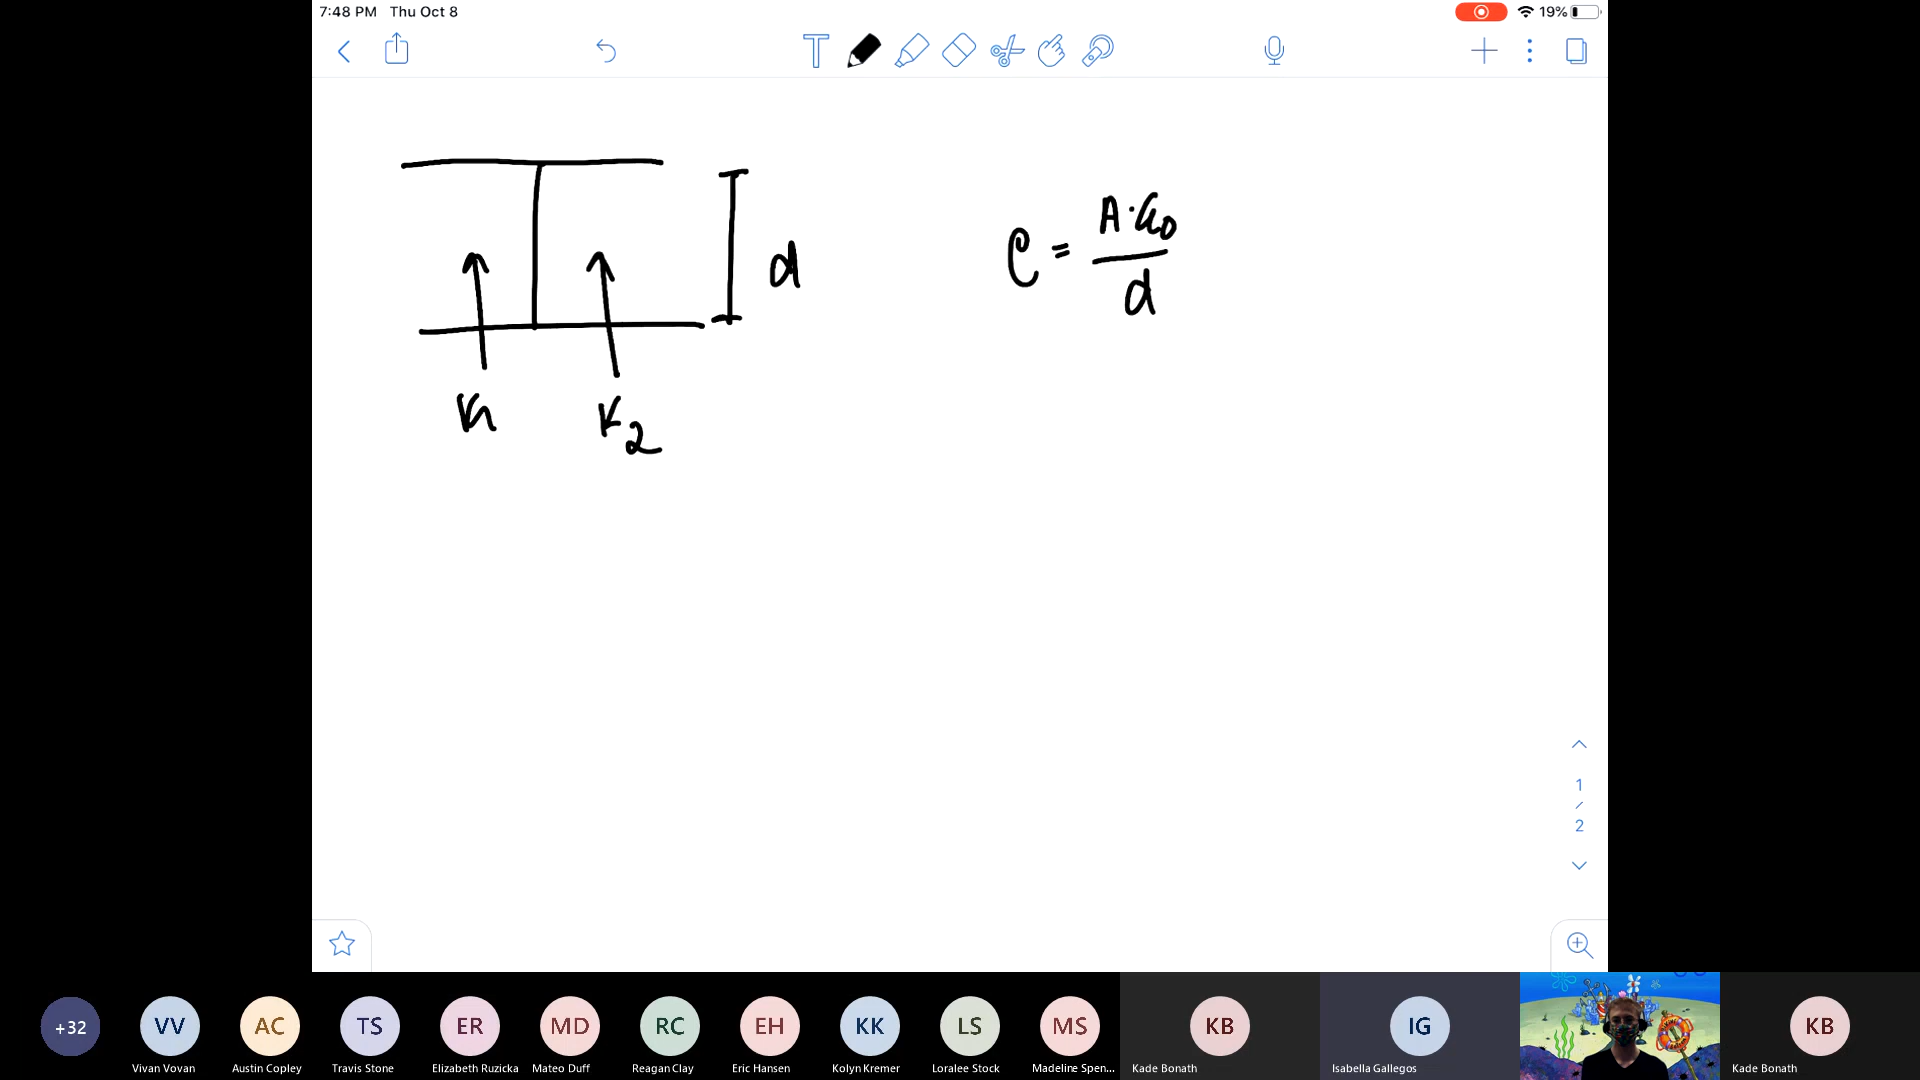 7:48 PM Thu Oct 8
19%
T
d
C = A·ε0 / d
K1
K2
1
/
2
+32
VV
AC
TS
ER
MD
RC
EH
KK
LS
MS
KB
IG
KB
Vivan Vovan
Austin Copley
Travis Stone
Elizabeth Ruzicka
Mateo Duff
Reagan Clay
Eric Hansen
Kolyn Kremer
Loralee Stock
Madeline Spen...
Kade Bonath
Isabella Gallegos
Kade Bonath